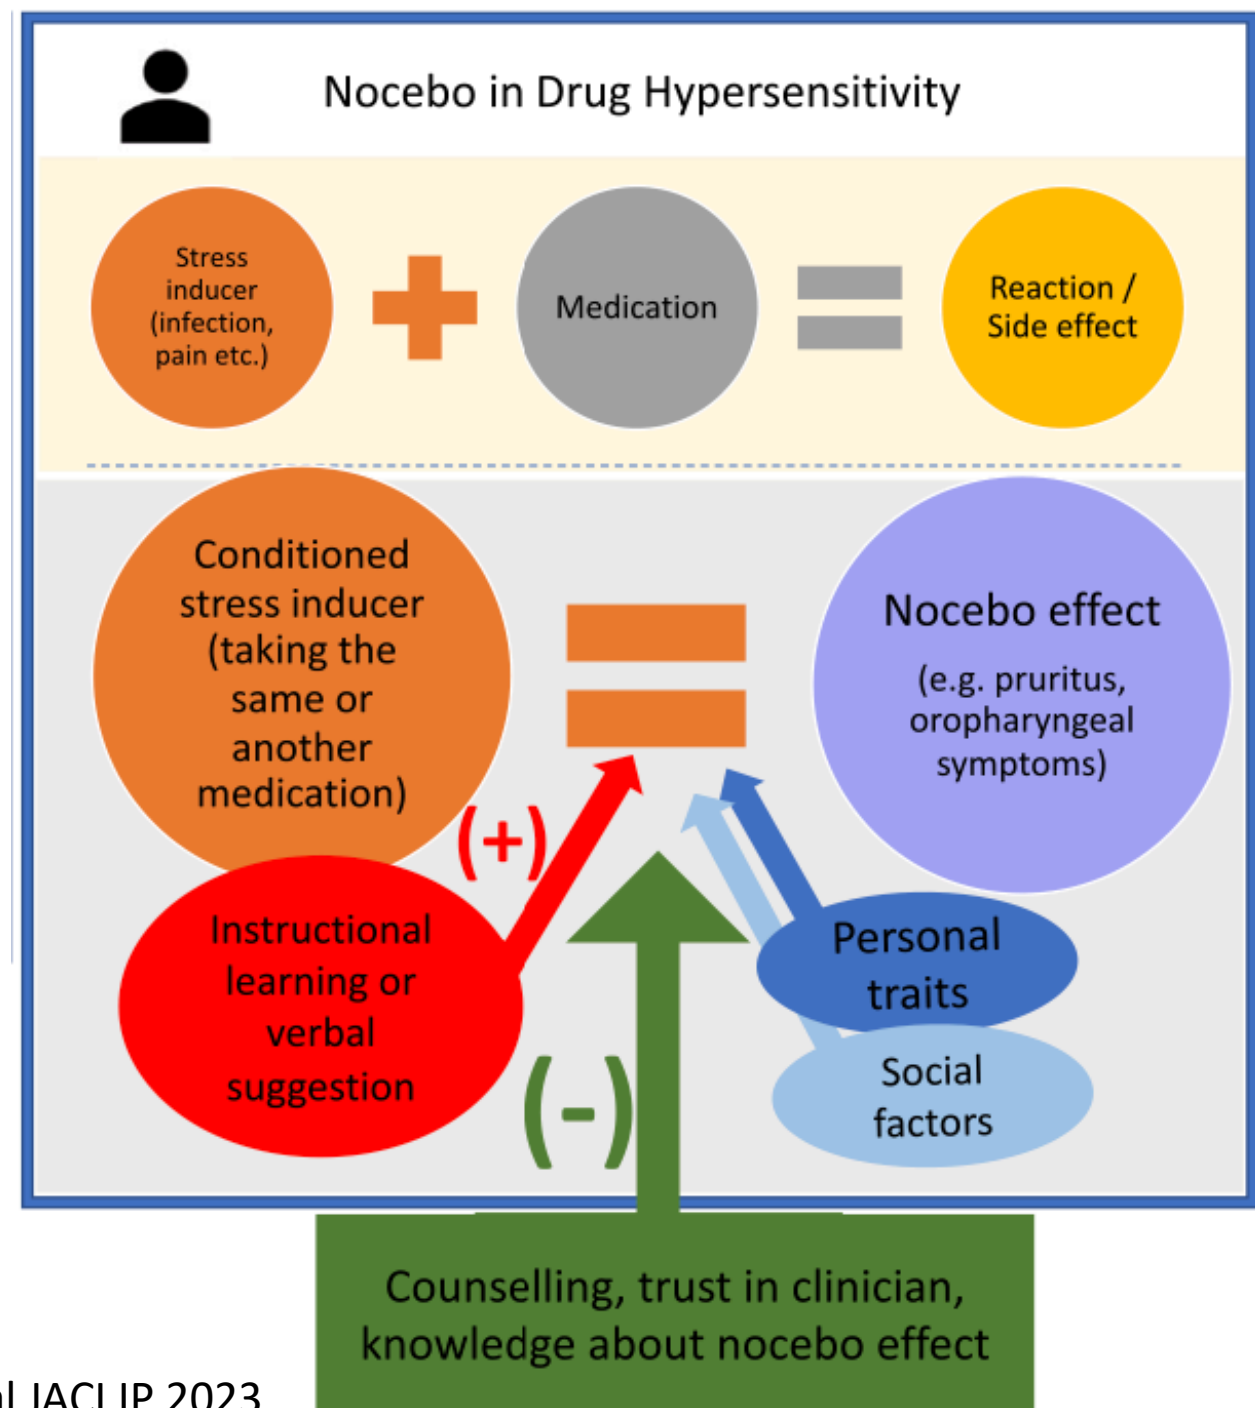 Nocebo in Drug Hypersensitivity
Stress
inducer
(infection,
pain etc.)
Medication
Reaction /
Side effect
Conditioned
stress inducer
(taking the
same or
another
medication)
Nocebo effect
(e.g. pruritus,
oropharyngeal
symptoms)
(+)
Instructional
learning or
verbal
suggestion
Personal
traits
(-)
Social
factors
Counselling, trust in clinician,
knowledge about nocebo effect
JACI IP 2023